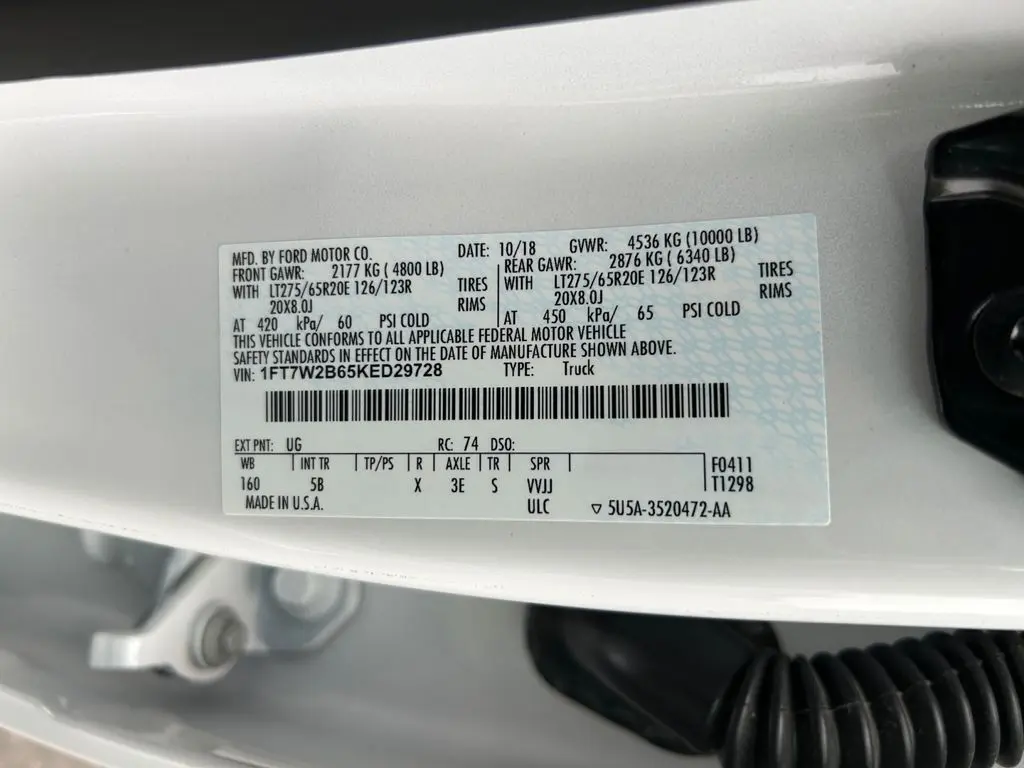 MFD. BY FORD MOTOR CO. DATE: 10/18 GVWR: 4536 KG (10000 LB)
FRONT GAWR: 2177 KG ( 4800 LB) REAR GAWR: 2876 KG ( 6340 LB)
WITH LT275/65R20E 126/123R TIRES WITH LT275/65R20E 126/123R TIRES
20X8.0J RIMS 20X8.0J RIMS
AT 420 kPa/ 60 PSI COLD AT 450 kPa/ 65 PSI COLD
THIS VEHICLE CONFORMS TO ALL APPLICABLE FEDERAL MOTOR VEHICLE
SAFETY STANDARDS IN EFFECT ON THE DATE OF MANUFACTURE SHOWN ABOVE.
VIN: 1FT7W2B65KED29728 TYPE: Truck
EXT PNT: UG RC: 74 DSO:
WB INT TR TP/PS R AXLE TR SPR F0411
160 5B X 3E S VVJJ T1298
MADE IN U.S.A. ULC ▽ 5U5A-3520472-AA